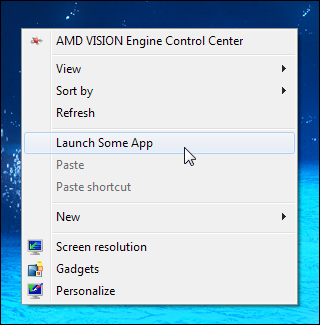 AMD VISION Engine Control Center
View
Sort by
Refresh
Launch Some App
Paste
Paste shortcut
New
Screen resolution
Gadgets
Personalize